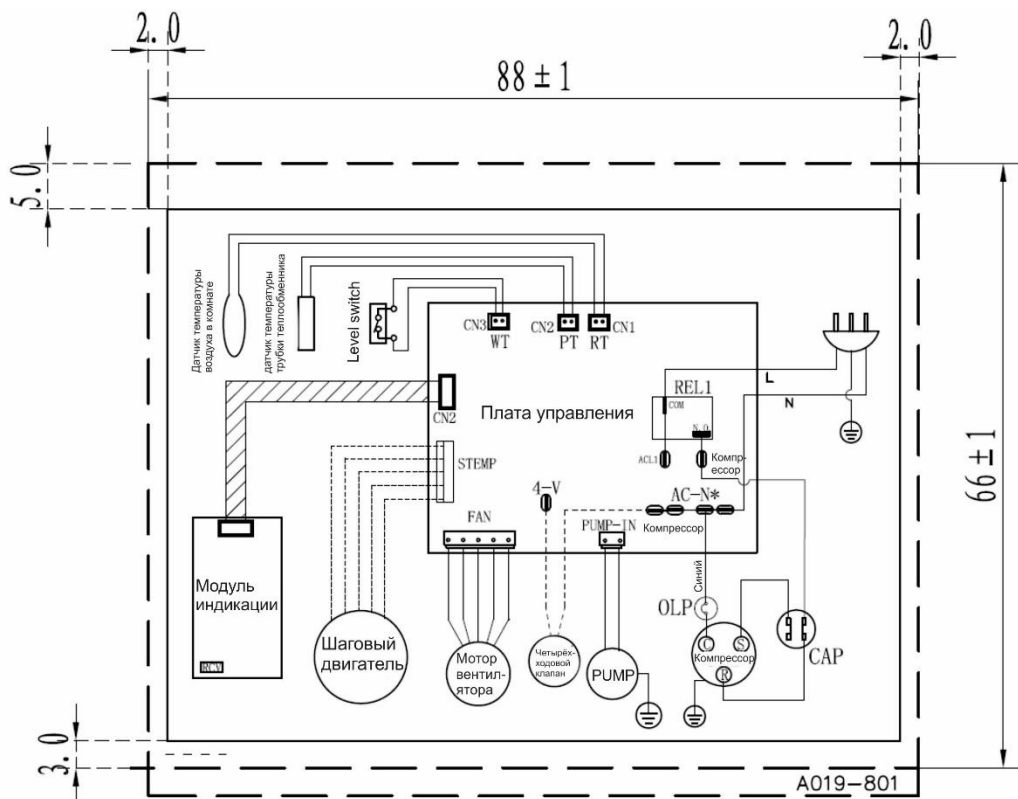 2.0
2.0
88±1
5.0
Датчик температуры
воздуха в комнате
датчик температуры
трубки теплообменника
Level switch
CN3
WT
CN2
PT
CN1
RT
L
N
REL1
COM
N.O
Плата управления
CN2
ACL1
Компр-
ессор
STEMP
4-V
AC-N*
66±1
FAN
PUMP-IN
Компрессор
Синий
Модуль
индикации
OLP
Шаговый
двигатель
Мотор
вентил-
ятора
Четырёх-
ходовой
клапан
PUMP
C
S
Компрессор
R
CAP
RCV
3.0
A019-801